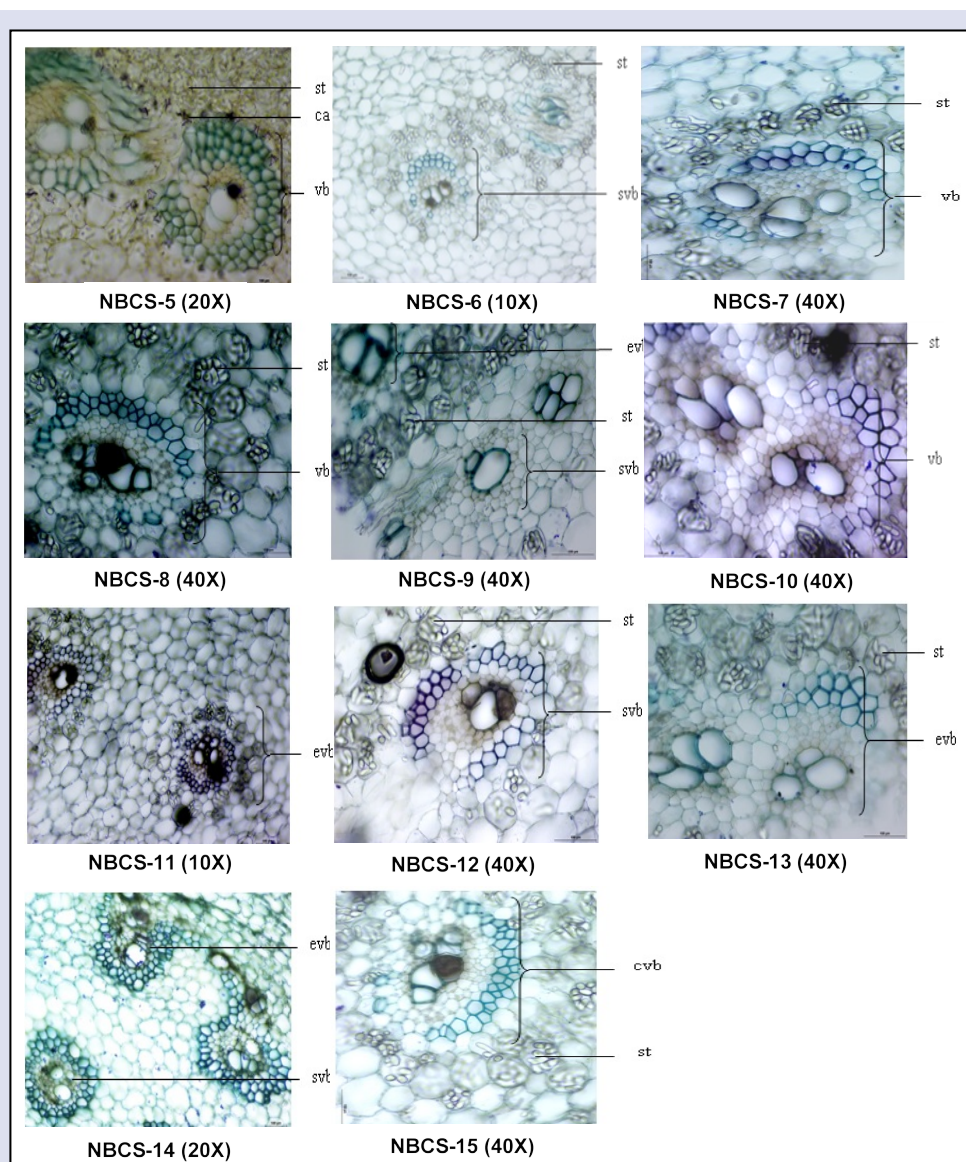 st
ca
vb
NBCS-5 (20X)
st
svb
NBCS-6 (10X)
st
vb
NBCS-7 (40X)
st
vb
NBCS-8 (40X)
evl
st
svb
NBCS-9 (40X)
st
vb
NBCS-10 (40X)
evb
NBCS-11 (10X)
st
svb
NBCS-12 (40X)
st
evb
NBCS-13 (40X)
evb
svb
NBCS-14 (20X)
cvb
st
NBCS-15 (40X)